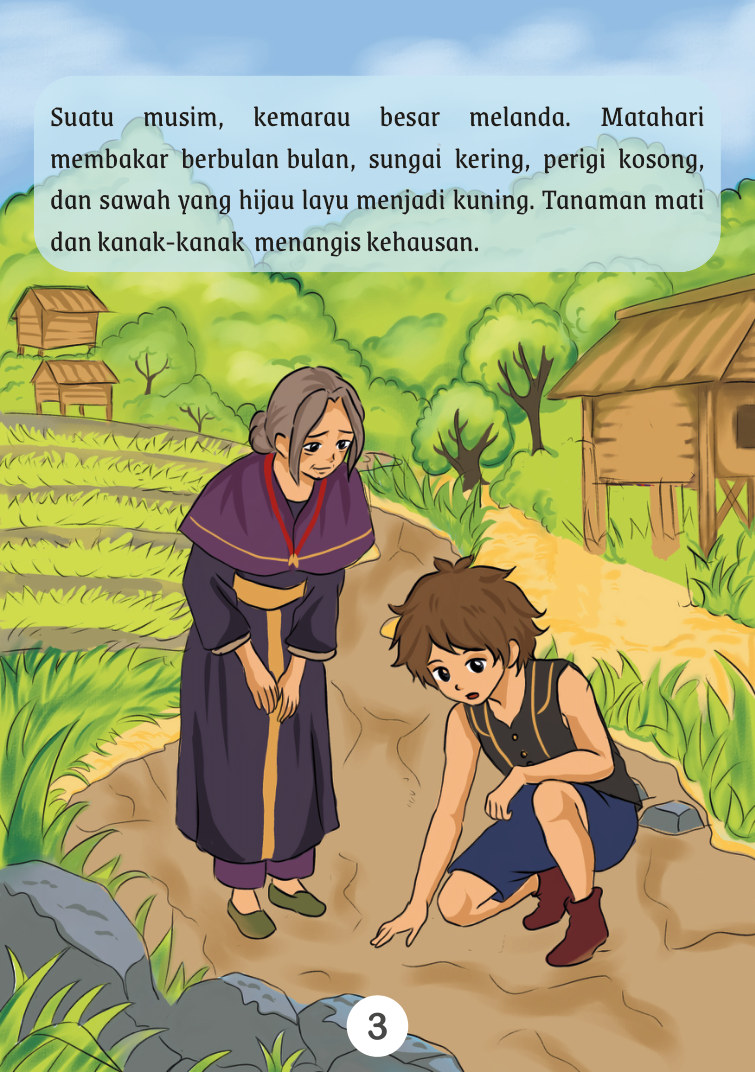 Suatu musim, kemarau besar melanda. Matahari
membakar berbulan bulan, sungai kering, perigi kosong,
dan sawah yang hijau layu menjadi kuning. Tanaman mati
dan kanak-kanak menangis kehausan.
3